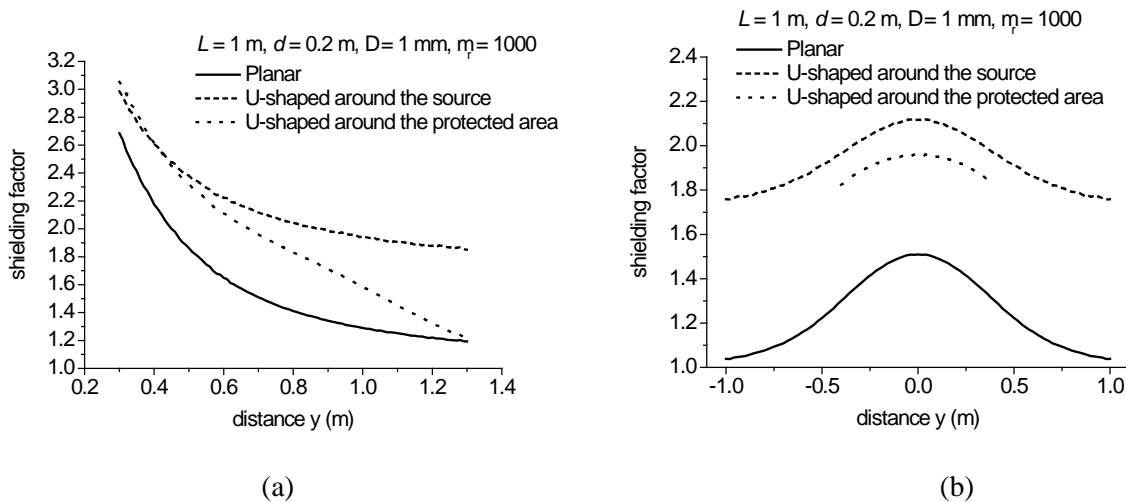 L = 1 m, d = 0.2 m, D= 1 mm, mr= 1000
Planar
U-shaped around the source
U-shaped around the protected area
3.2
3.0
2.8
2.6
2.4
2.2
2.0
1.8
1.6
1.4
1.2
1.0
shielding factor
0.2 0.4 0.6 0.8 1.0 1.2 1.4
distance y (m)
(a)
L = 1 m, d = 0.2 m, D= 1 mm, mr= 1000
Planar
U-shaped around the source
U-shaped around the protected area
2.4
2.2
2.0
1.8
1.6
1.4
1.2
1.0
shielding factor
-1.0 -0.5 0.0 0.5 1.0
distance y (m)
(b)